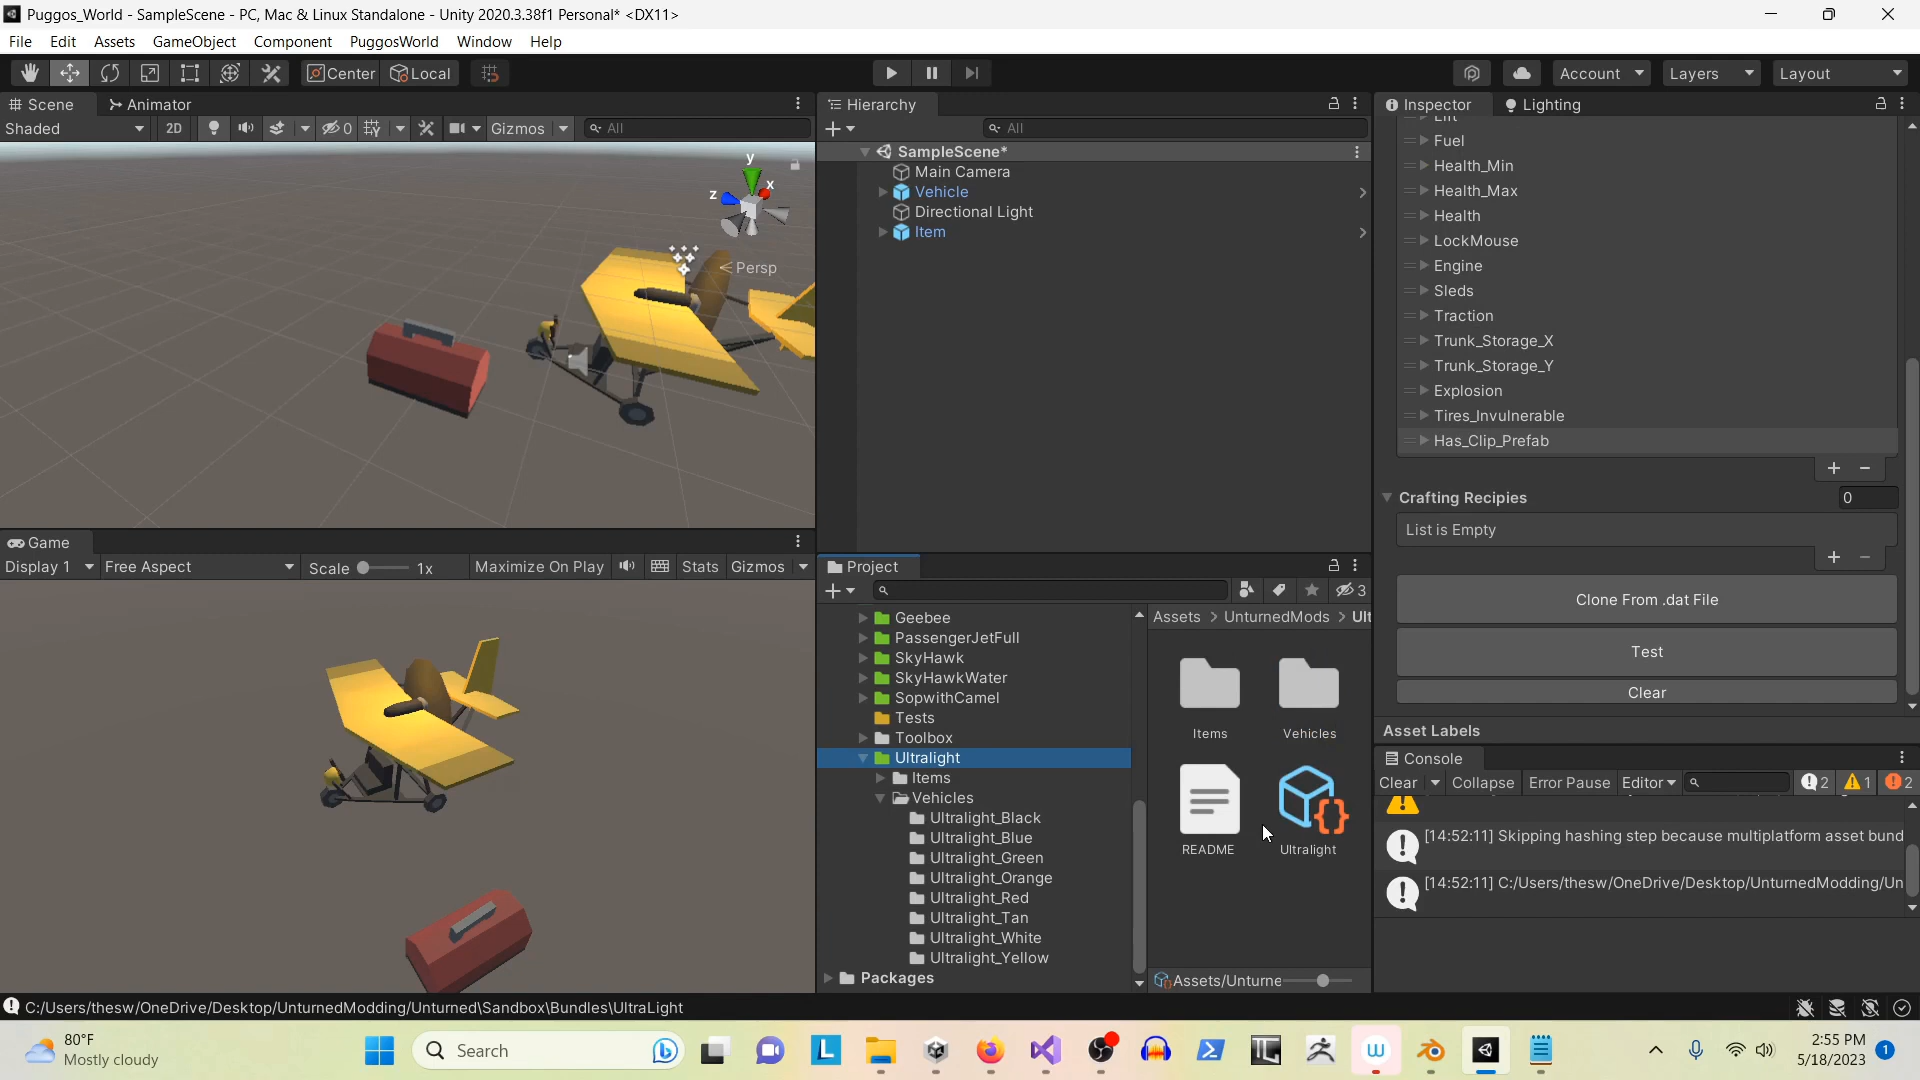 Puggos_World - SampleScene - PC, Mac & Linux Standalone - Unity 2020.3.38f1 Personal* <DX11>
File Edit Assets GameObject Component PuggosWorld Window Help
Center Local Account Layers Layout
Scene Animator
Shaded 2D 0 Gizmos All
y
x
z
Persp
Game
Display 1 Free Aspect Scale 1x Maximize On Play Stats Gizmos
Hierarchy
All
SampleScene*
Main Camera
Vehicle
Directional Light
Item
Project
3
Geebee
PassengerJetFull
SkyHawk
SkyHawkWater
SopwithCamel
Tests
Toolbox
Ultralight
Items
Vehicles
Ultralight_Black
Ultralight_Blue
Ultralight_Green
Ultralight_Orange
Ultralight_Red
Ultralight_Tan
Ultralight_White
Ultralight_Yellow
Packages
Assets > UnturnedMods > Ult
Items Vehicles
README Ultralight
Assets/Unturne
Inspector Lighting
Lift
Fuel
Health_Min
Health_Max
Health
LockMouse
Engine
Sleds
Traction
Trunk_Storage_X
Trunk_Storage_Y
Explosion
Tires_Invulnerable
Has_Clip_Prefab
Crafting Recipies 0
List is Empty
Clone From .dat File
Test
Clear
Asset Labels
Console
Clear Collapse Error Pause Editor 2 1 2
[14:52:11] Skipping hashing step because multiplatform asset bund
[14:52:11] C:/Users/thesw/OneDrive/Desktop/UnturnedModding/Un
C:/Users/thesw/OneDrive/Desktop/UnturnedModding/Unturned\Sandbox\Bundles\UltraLight
80°F
Mostly cloudy
Search
L
2:55 PM
5/18/2023
1